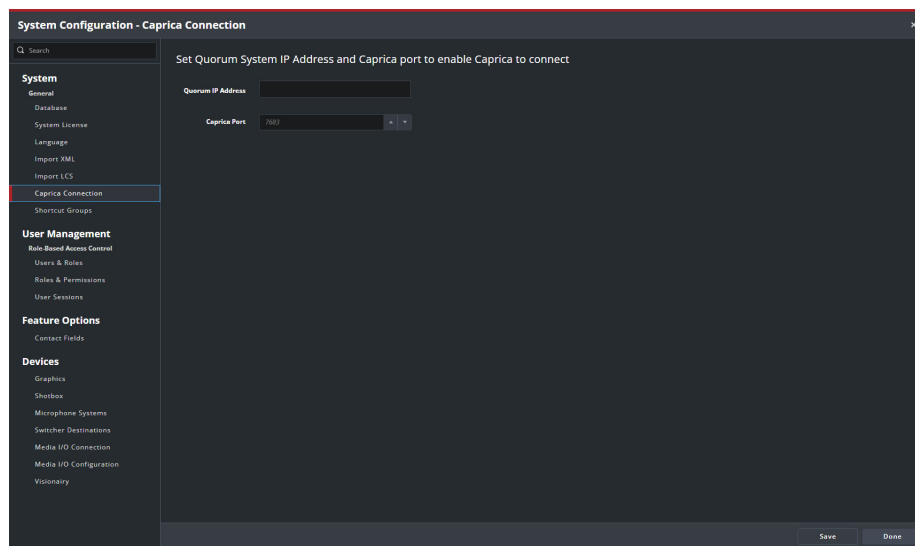 System Configuration - Caprica Connection
Search
Set Quorum System IP Address and Caprica port to enable Caprica to connect
System
General
Database
System License
Language
Import XML
Import LCS
Caprica Connection
Shortcut Groups
User Management
Role-Based Access Control
Users & Roles
Roles & Permissions
User Sessions
Feature Options
Contact Fields
Devices
Graphics
Shotbox
Microphone Systems
Switcher Destinations
Media I/O Connection
Media I/O Configuration
Visionairy
Quorum IP Address
Caprica Port 7683
Save Done